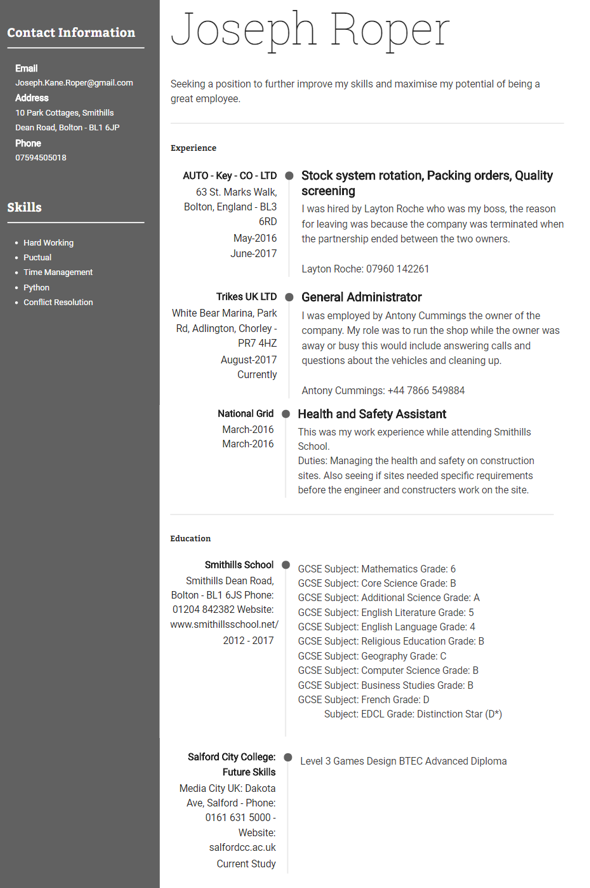 Joseph Roper
Contact Information
Email
Joseph.Kane.Roper@gmail.com
Address
10 Park Cottages, Smithills
Dean Road, Bolton - BL1 6JP
Phone
07594505018
Skills
Hard Working
Puctual
Time Management
Python
Conflict Resolution
Seeking a position to further improve my skills and maximise my potential of being a
great employee.
Experience
AUTO - Key - CO - LTD
63 St. Marks Walk,
Bolton, England - BL3
6RD
May-2016
June-2017
Stock system rotation, Packing orders, Quality
screening
I was hired by Layton Roche who was my boss, the reason
for leaving was because the company was terminated when
the partnership ended between the two owners.
Layton Roche: 07960 142261
Trikes UK LTD
White Bear Marina, Park
Rd, Adlington, Chorley -
PR7 4HZ
August-2017
Currently
General Administrator
I was employed by Antony Cummings the owner of the
company. My role was to run the shop while the owner was
away or busy this would include answering calls and
questions about the vehicles and cleaning up.
Antony Cummings: +44 7866 549884
National Grid
March-2016
March-2016
Health and Safety Assistant
This was my work experience while attending Smithills
School.
Duties: Managing the health and safety on construction
sites. Also seeing if sites needed specific requirements
before the engineer and constructers work on the site.
Education
Smithills School
Smithills Dean Road,
Bolton - BL1 6JS Phone:
01204 842382 Website:
www.smithillsschool.net/
2012 - 2017
GCSE Subject: Mathematics Grade: 6
GCSE Subject: Core Science Grade: B
GCSE Subject: Additional Science Grade: A
GCSE Subject: English Literature Grade: 5
GCSE Subject: English Language Grade: 4
GCSE Subject: Religious Education Grade: B
GCSE Subject: Geography Grade: C
GCSE Subject: Computer Science Grade: B
GCSE Subject: Business Studies Grade: B
GCSE Subject: French Grade: D
Subject: EDCL Grade: Distinction Star (D*)
Salford City College:
Future Skills
Media City UK: Dakota
Ave, Salford - Phone:
0161 631 5000 -
Website:
salfordcc.ac.uk
Current Study
Level 3 Games Design BTEC Advanced Diploma